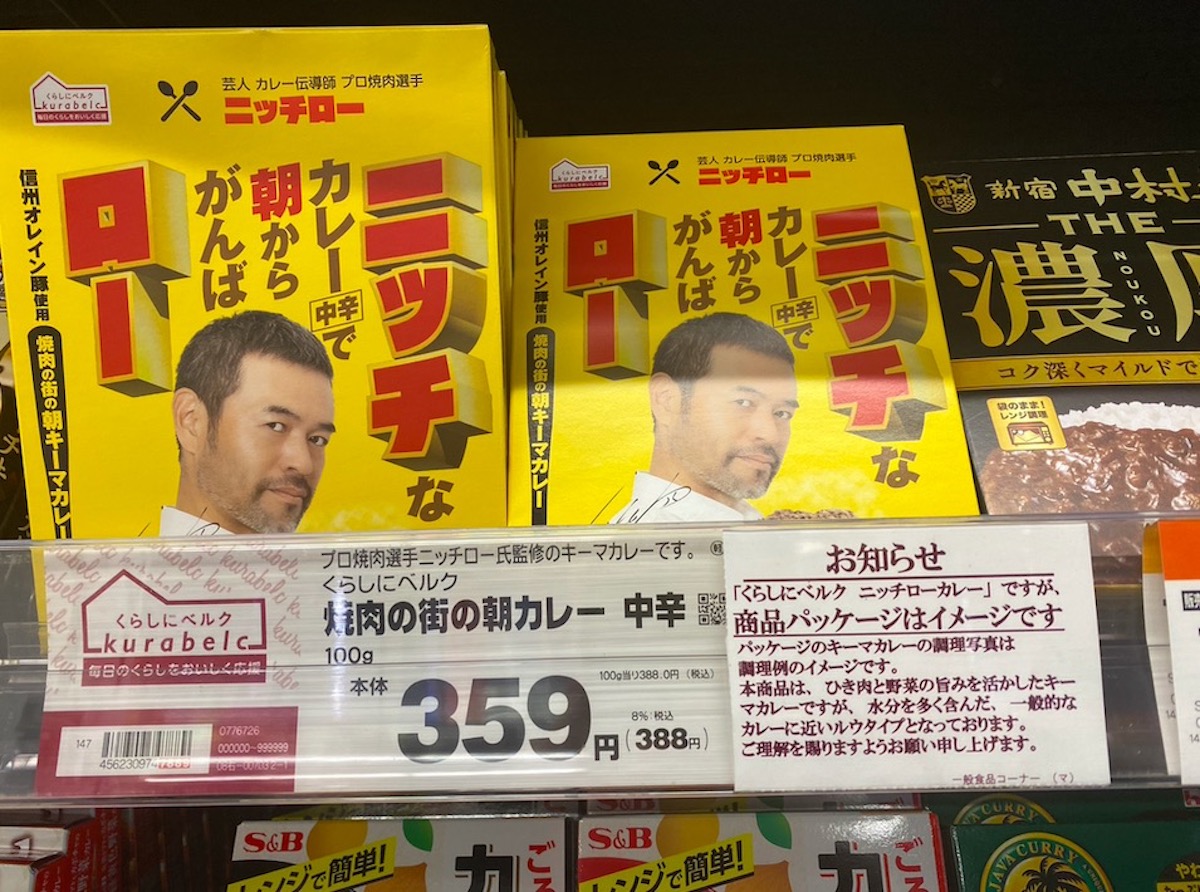 くらしにベルク
kurabelc
毎日のくらしをおいしく応援
芸人 カレー伝導師 プロ焼肉選手
ニッチロー
ニッチな
カレー中辛で
朝から
がんば
ロー
信州オレイン豚使用
焼肉の街の朝キーマカレー
くらしにベルク
kurabelc
毎日のくらしをおいしく応援
芸人 カレー伝導師 プロ焼肉選手
ニッチロー
ニッチな
カレー中辛で
朝から
がんば
ロー
信州オレイン豚使用
焼肉の街の朝キーマカレー
新宿 中村
THE
濃
NOUKOU
コク深くマイルドで
袋のまま!
レンジ調理
くらしにベルク
kurabelc
毎日のくらしをおいしく応援
プロ焼肉選手ニッチロー氏監修のキーマカレーです。
くらしにベルク
焼肉の街の朝カレー 中辛
100g
100g当り388.0円(税込)
本体
359円
8%税込
(388円)
147
0776726
000000~999999
お知らせ
「くらしにベルク ニッチローカレー」ですが、
商品パッケージはイメージです
パッケージのキーマカレーの調理写真は
調理例のイメージです。
本商品は、ひき肉と野菜の旨みを活かしたキー
マカレーですが、水分を多く含んだ、一般的な
カレーに近いルウタイプとなっております。
ご理解を賜りますようお願い申し上げます。
一般食品コーナー (マ)
S&B
レンジで簡単!
カ
ごろ
S&B
レンジで簡単!
カ
ごろ
JAVA CURRY